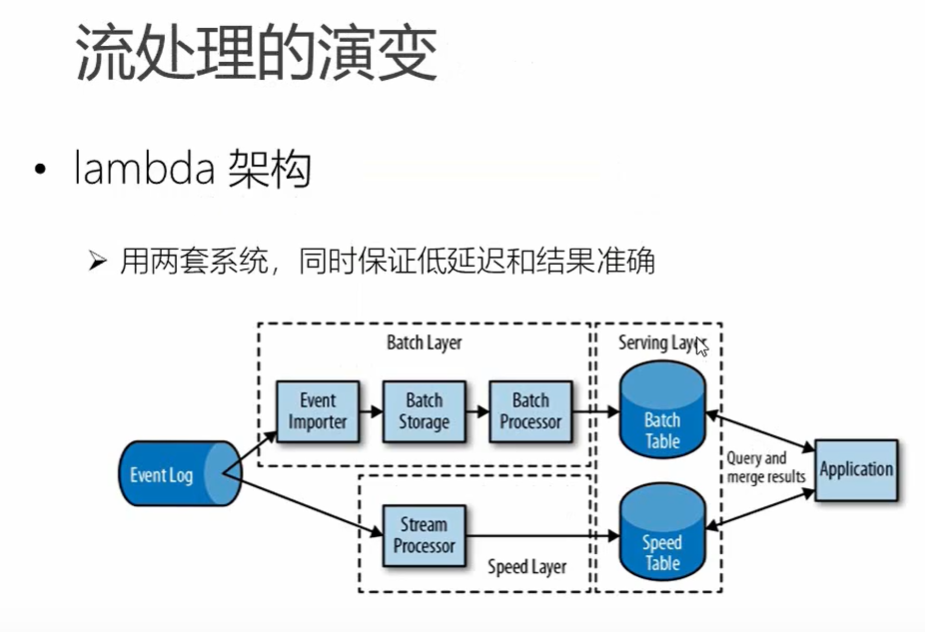 流处理的演变
• lambda 架构
➢ 用两套系统，同时保证低延迟和结果准确
Batch Layer
Serving Layer
Event
Importer
Batch
Storage
Batch
Processor
Batch
Table
Event Log
Query and
merge results
Application
Stream
Processor
Speed Layer
Speed
Table